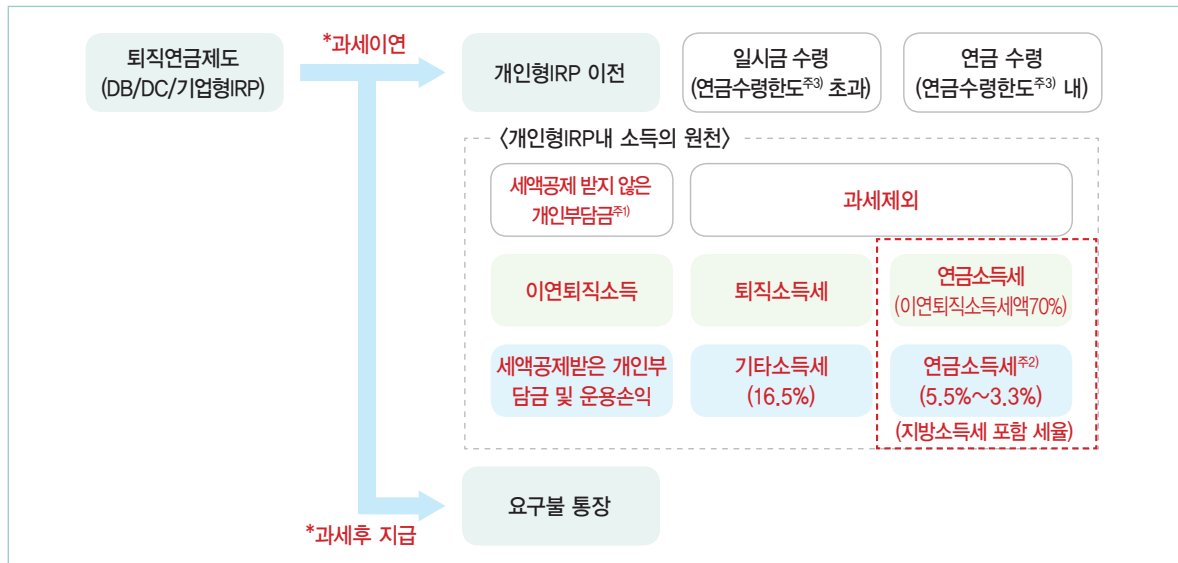 퇴직연금제도
(DB/DC/기업형IRP)
*과세이연
개인형IRP 이전
일시금 수령
(연금수령한도주3) 초과)
연금 수령
(연금수령한도주3) 내)
〈개인형IRP내 소득의 원천〉
세액공제 받지 않은
개인부담금주1)
과세제외
이연퇴직소득
퇴직소득세
연금소득세
(이연퇴직소득세액70%)
세액공제받은 개인부
담금 및 운용손익
기타소득세
(16.5%)
연금소득세주2)
(5.5%~3.3%)
(지방소득세 포함 세율)
*과세후 지급
요구불 통장